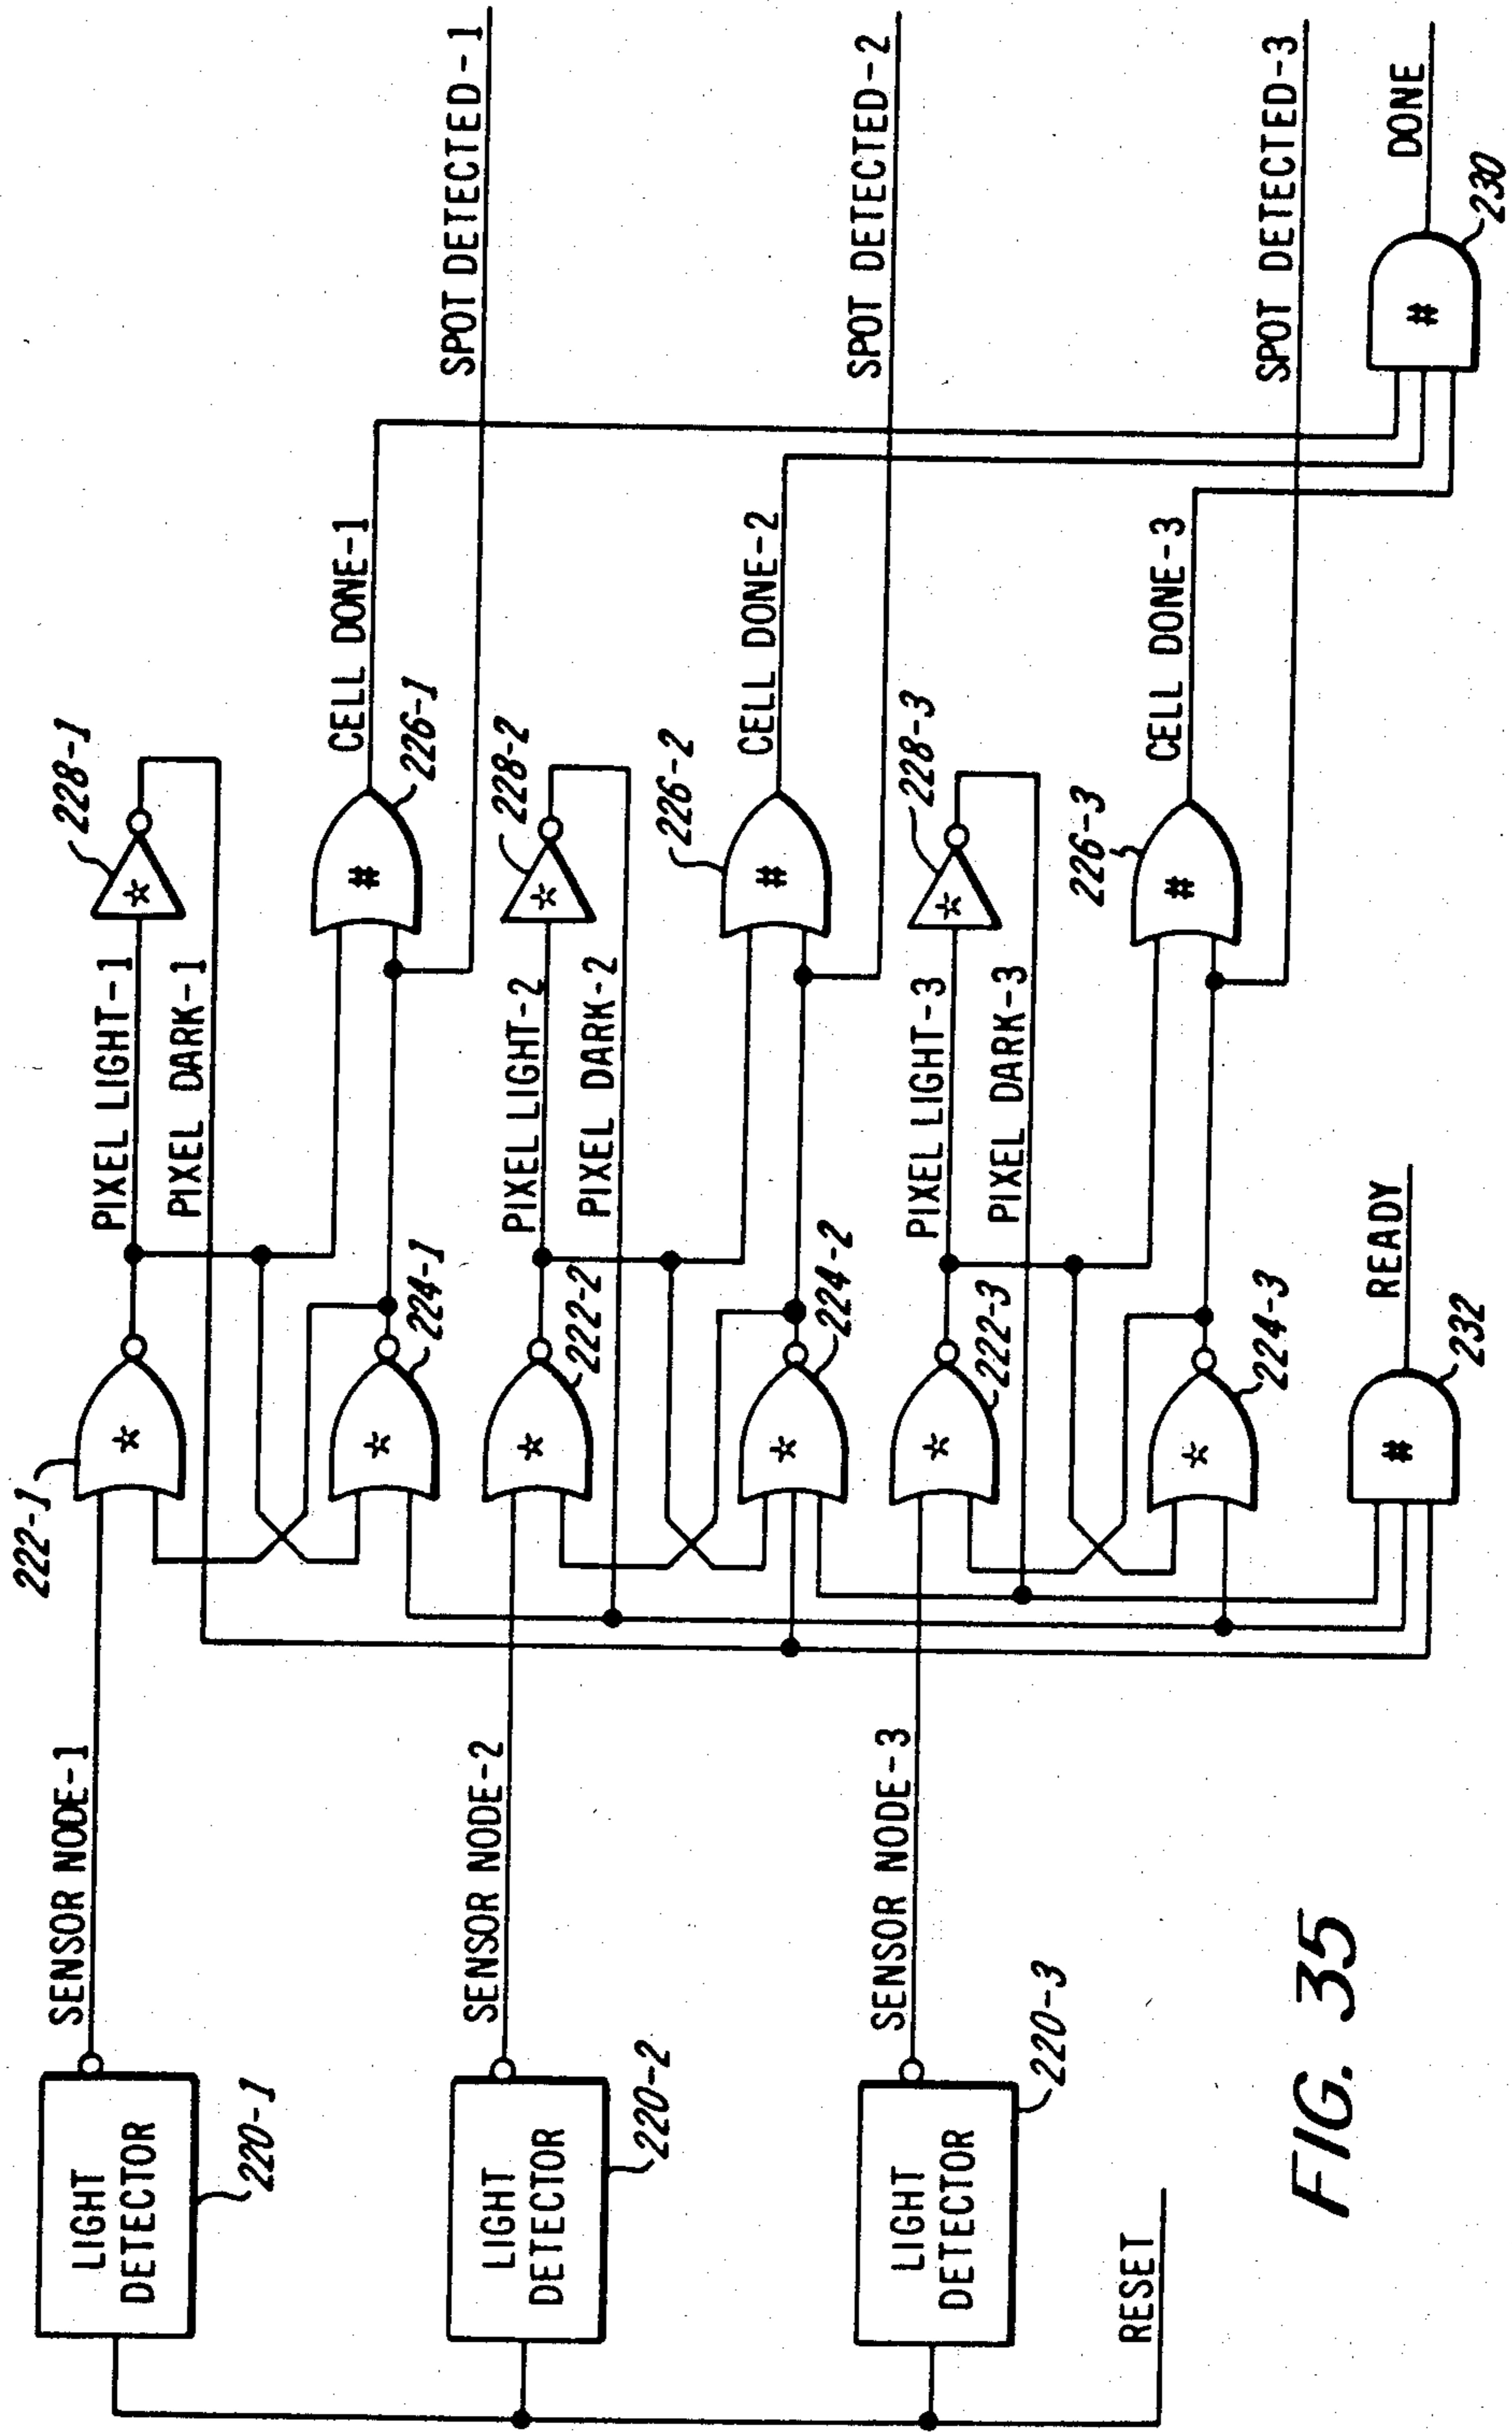 LIGHT
DETECTOR
220-1
LIGHT
DETECTOR
220-2
LIGHT
DETECTOR
220-3
RESET
SENSOR NODE-1
SENSOR NODE-2
SENSOR NODE-3
222-1
*
224-1
*
222-2
*
224-2
*
222-3
*
224-3
*
#
232
READY
PIXEL LIGHT-1
PIXEL DARK-1
228-1
*
#
226-1
CELL DONE-1
SPOT DETECTED-1
PIXEL LIGHT-2
PIXEL DARK-2
228-2
*
#
226-2
CELL DONE-2
SPOT DETECTED-2
PIXEL LIGHT-3
PIXEL DARK-3
228-3
*
#
226-3
CELL DONE-3
SPOT DETECTED-3
#
230
DONE
FIG. 35